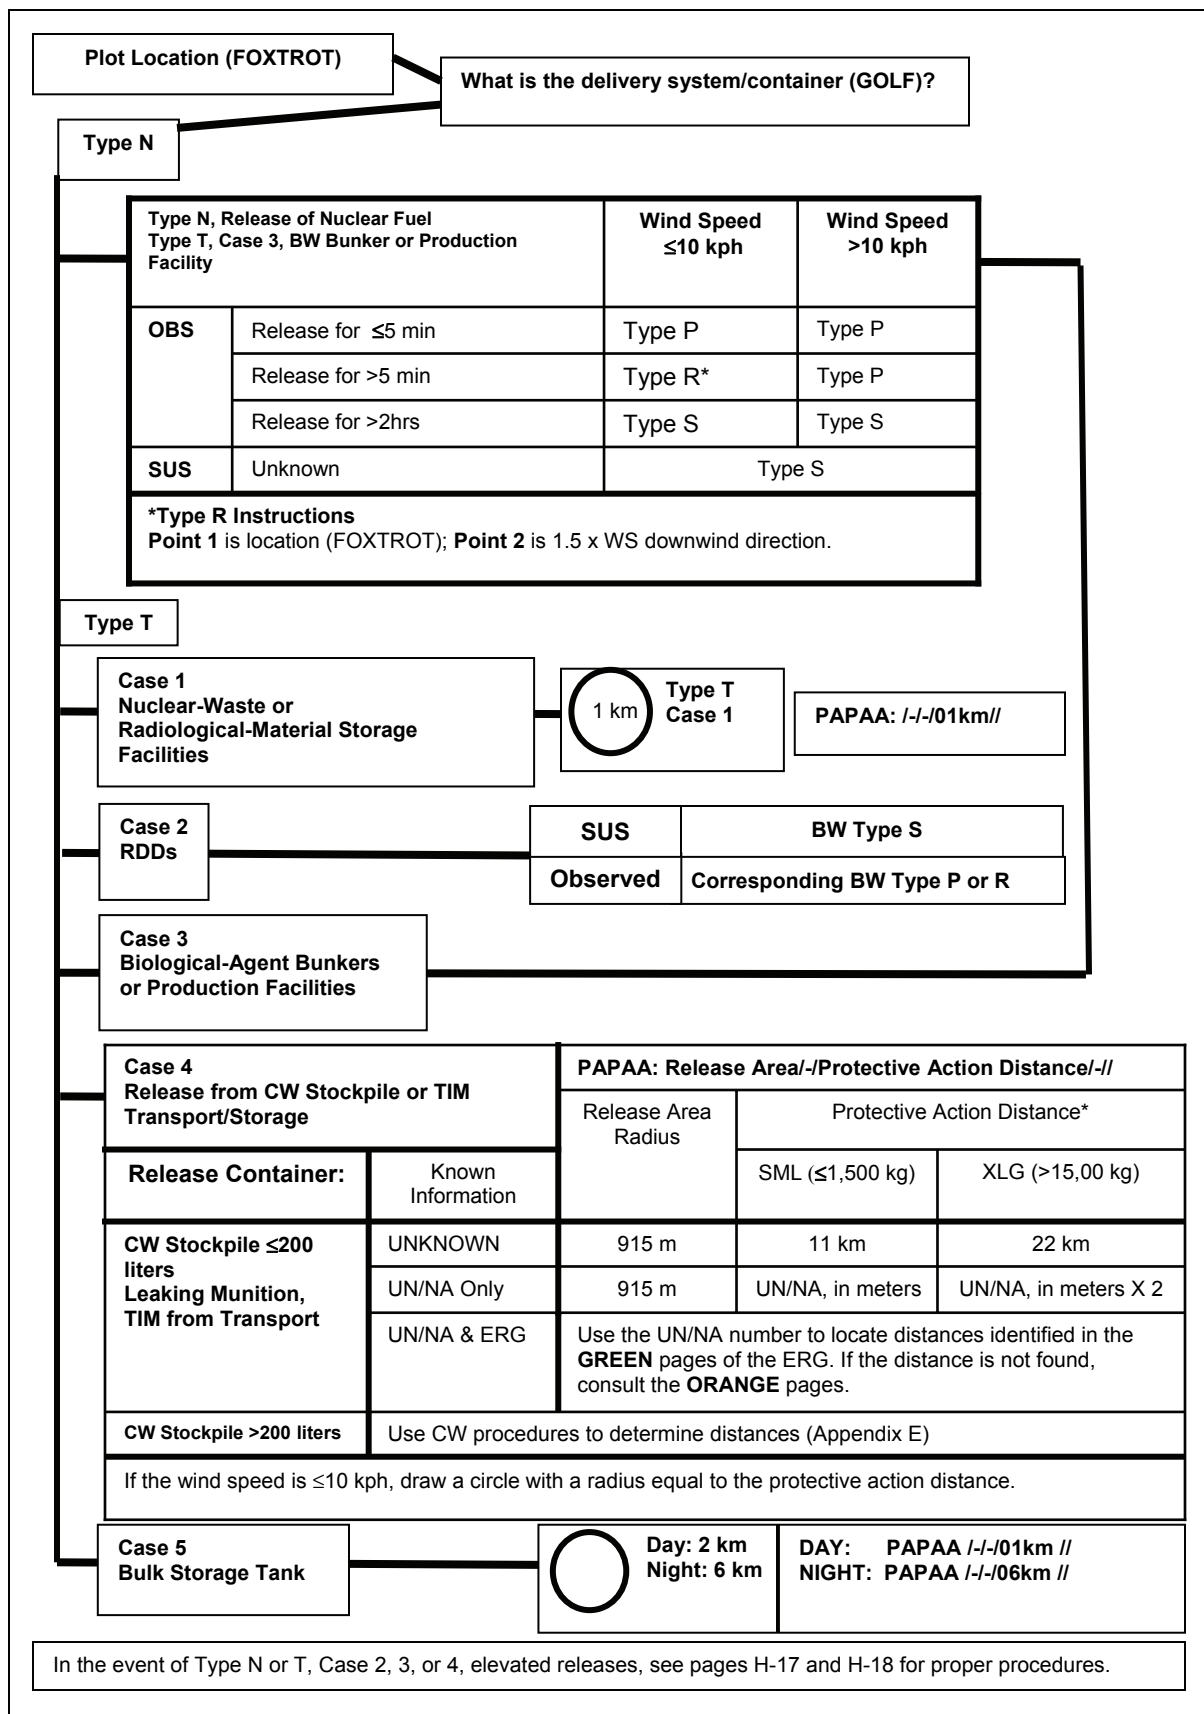 Plot Location (FOXTROT)
What is the delivery system/container (GOLF)?
Type N
Type N, Release of Nuclear Fuel
Type T, Case 3, BW Bunker or Production
Facility
Wind Speed
≤10 kph
Wind Speed
>10 kph
OBS
Release for ≤5 min
Type P
Type P
Release for >5 min
Type R*
Type P
Release for >2hrs
Type S
Type S
SUS
Unknown
Type S
*Type R Instructions
Point 1 is location (FOXTROT); Point 2 is 1.5 x WS downwind direction.
Type T
Case 1
Nuclear-Waste or
Radiological-Material Storage
Facilities
1 km
Type T
Case 1
PAPAA: /-/-/01km//
Case 2
RDDs
SUS
BW Type S
Observed
Corresponding BW Type P or R
Case 3
Biological-Agent Bunkers
or Production Facilities
Case 4
Release from CW Stockpile or TIM
Transport/Storage
PAPAA: Release Area/-/Protective Action Distance/-//
Release Area
Radius
Protective Action Distance*
Release Container:
Known
Information
SML (≤1,500 kg)
XLG (>15,00 kg)
CW Stockpile ≤200
liters
Leaking Munition,
TIM from Transport
UNKNOWN
915 m
11 km
22 km
UN/NA Only
915 m
UN/NA, in meters
UN/NA, in meters X 2
UN/NA & ERG
Use the UN/NA number to locate distances identified in the
GREEN pages of the ERG. If the distance is not found,
consult the ORANGE pages.
CW Stockpile >200 liters
Use CW procedures to determine distances (Appendix E)
If the wind speed is ≤10 kph, draw a circle with a radius equal to the protective action distance.
Case 5
Bulk Storage Tank
Day: 2 km
Night: 6 km
DAY: PAPAA /-/-/01km //
NIGHT: PAPAA /-/-/06km //
In the event of Type N or T, Case 2, 3, or 4, elevated releases, see pages H-17 and H-18 for proper procedures.